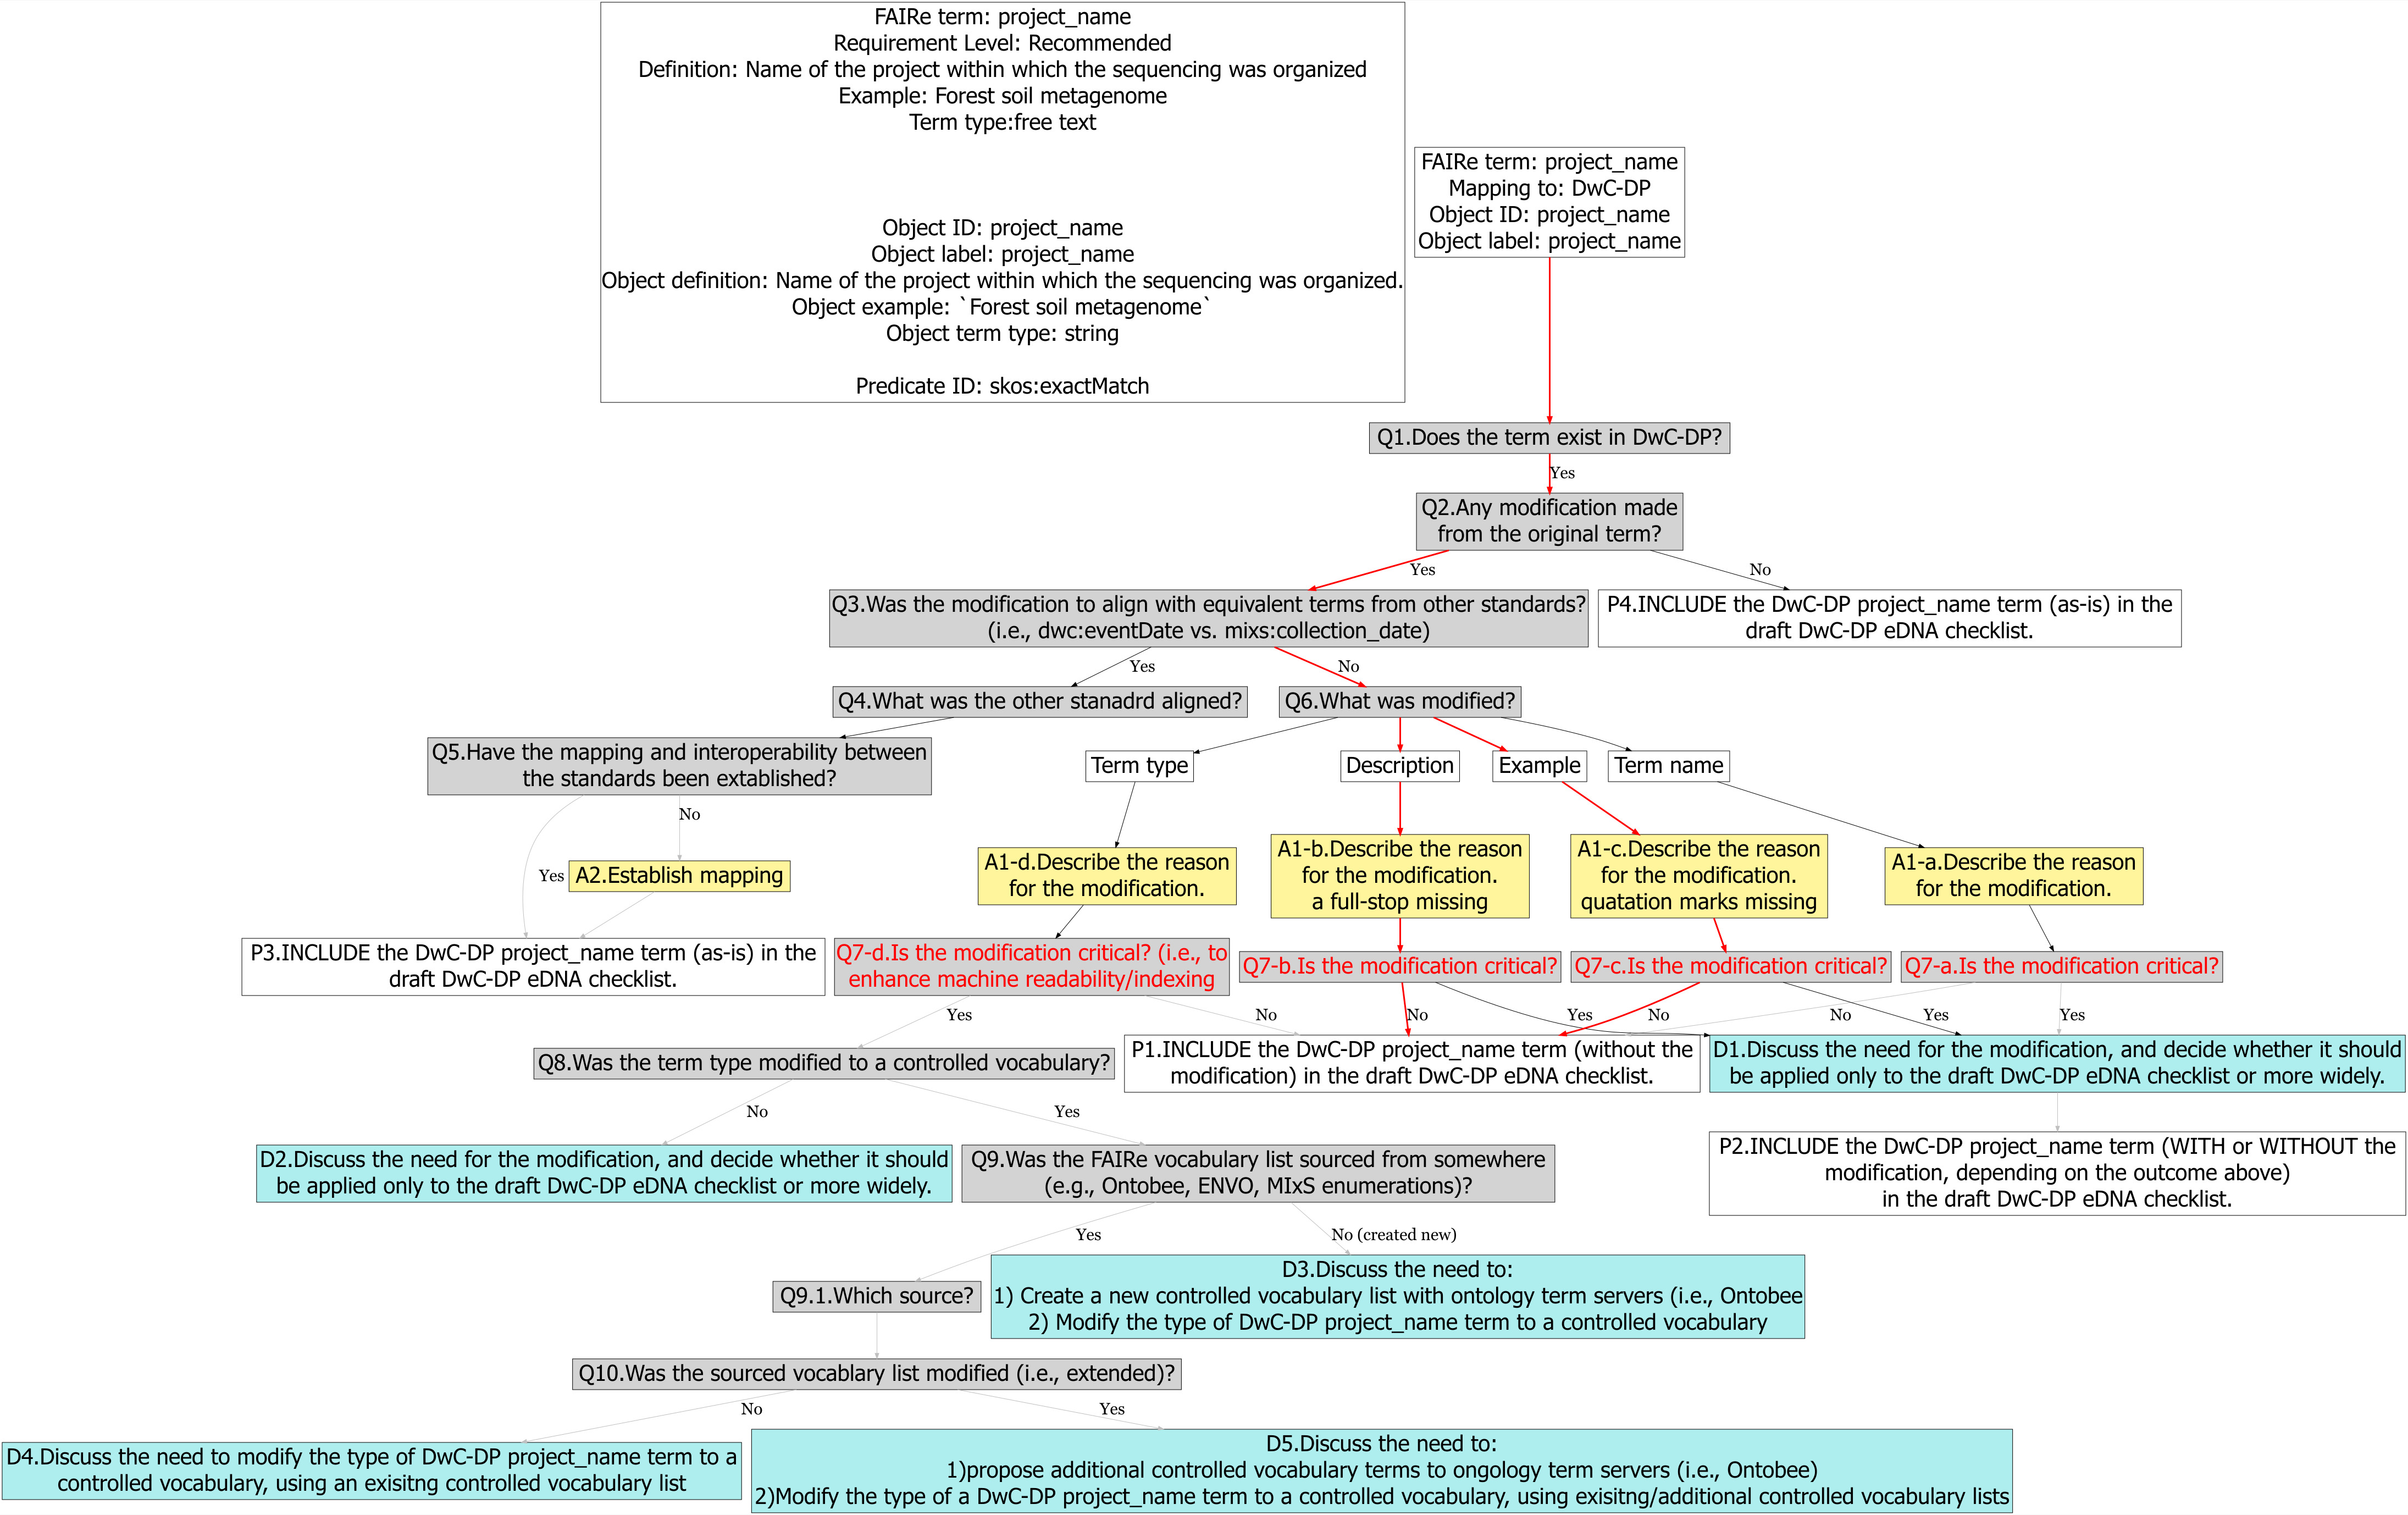 FAIRe term: project_name
Requirement Level: Recommended
Definition: Name of the project within which the sequencing was organized
Example: Forest soil metagenome
Term type:free text
Object ID: project_name
Object label: project_name
Object definition: Name of the project within which the sequencing was organized.
Object example: `Forest soil metagenome`
Object term type: string
Predicate ID: skos:exactMatch
FAIRe term: project_name
Mapping to: DwC-DP
Object ID: project_name
Object label: project_name
Q1.Does the term exist in DwC-DP?
Yes
Q2.Any modification made
from the original term?
Yes
No
Q3.Was the modification to align with equivalent terms from other standards?
(i.e., dwc:eventDate vs. mixs:collection_date)
P4.INCLUDE the DwC-DP project_name term (as-is) in the
draft DwC-DP eDNA checklist.
Yes
No
Q4.What was the other stanadrd aligned?
Q6.What was modified?
Q5.Have the mapping and interoperability between
the standards been extablished?
Term type
Description
Example
Term name
No
Yes
A2.Establish mapping
A1-d.Describe the reason
for the modification.
A1-b.Describe the reason
for the modification.
a full-stop missing
A1-c.Describe the reason
for the modification.
quatation marks missing
A1-a.Describe the reason
for the modification.
P3.INCLUDE the DwC-DP project_name term (as-is) in the
draft DwC-DP eDNA checklist.
Q7-d.Is the modification critical? (i.e., to
enhance machine readability/indexing
Q7-b.Is the modification critical?
Q7-c.Is the modification critical?
Q7-a.Is the modification critical?
Yes
No
No
Yes
No
Yes
No
Yes
Q8.Was the term type modified to a controlled vocabulary?
P1.INCLUDE the DwC-DP project_name term (without the
modification) in the draft DwC-DP eDNA checklist.
D1.Discuss the need for the modification, and decide whether it should
be applied only to the draft DwC-DP eDNA checklist or more widely.
No
Yes
D2.Discuss the need for the modification, and decide whether it should
be applied only to the draft DwC-DP eDNA checklist or more widely.
Q9.Was the FAIRe vocabulary list sourced from somewhere
(e.g., Ontobee, ENVO, MIxS enumerations)?
P2.INCLUDE the DwC-DP project_name term (WITH or WITHOUT the
modification, depending on the outcome above)
in the draft DwC-DP eDNA checklist.
Yes
No (created new)
Q9.1.Which source?
D3.Discuss the need to:
1) Create a new controlled vocabulary list with ontology term servers (i.e., Ontobee
2) Modify the type of DwC-DP project_name term to a controlled vocabulary
Q10.Was the sourced vocablary list modified (i.e., extended)?
No
Yes
D4.Discuss the need to modify the type of DwC-DP project_name term to a
controlled vocabulary, using an exisitng controlled vocabulary list
D5.Discuss the need to:
1)propose additional controlled vocabulary terms to ongology term servers (i.e., Ontobee)
2)Modify the type of a DwC-DP project_name term to a controlled vocabulary, using exisitng/additional controlled vocabulary lists